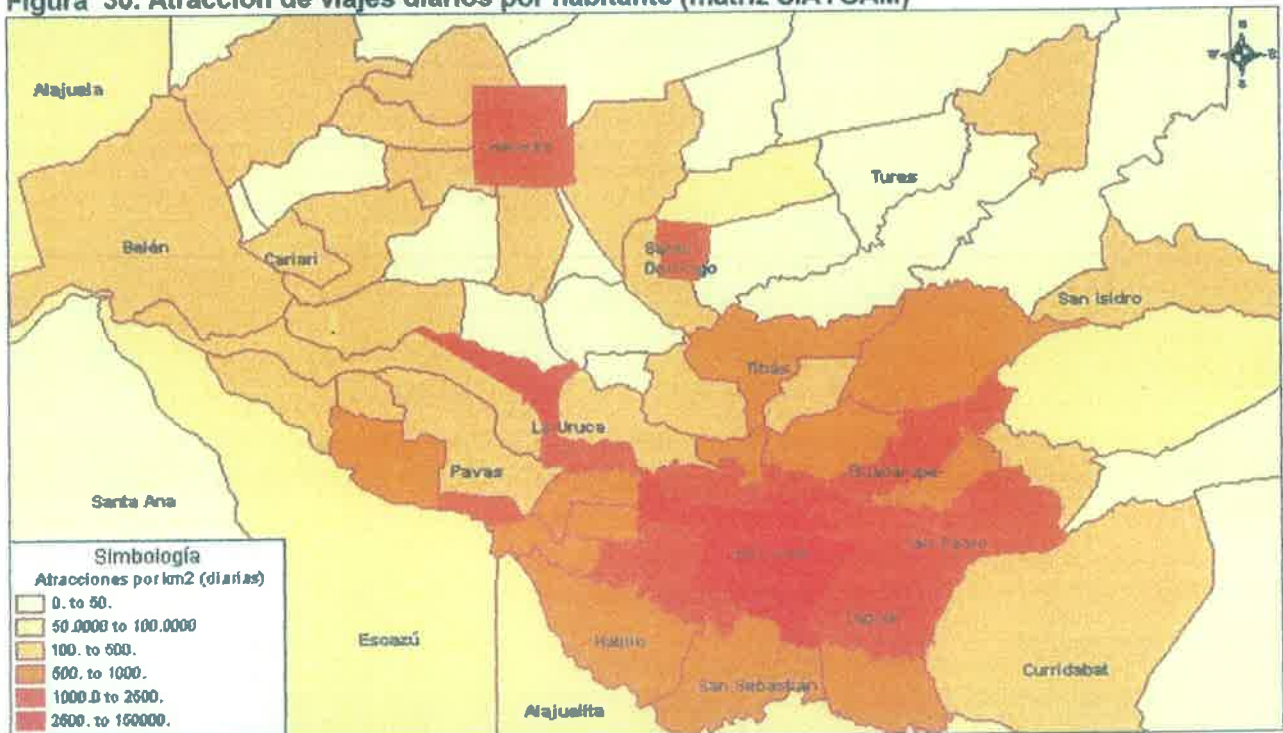 Figura 30. Atracción de viajes diarios por habitante (matriz SIATGAM)
N
W E
S
Alajuela
Heredia
Tures
Belén
Cariari
Santo
Domingo
San Isidro
Tibás
La Uruca
Guadalupe
Pavas
Santa Ana
San José
San Pedro
Zapote
Escazú
Hatillo
Curridabat
San Sebastián
Alajuelita
Simbología
Atracciones por km2 (diarias)
0. to 50.
50.0000 to 100.0000
100. to 500.
500. to 1000.
1000.0 to 2500.
2500. to 150000.